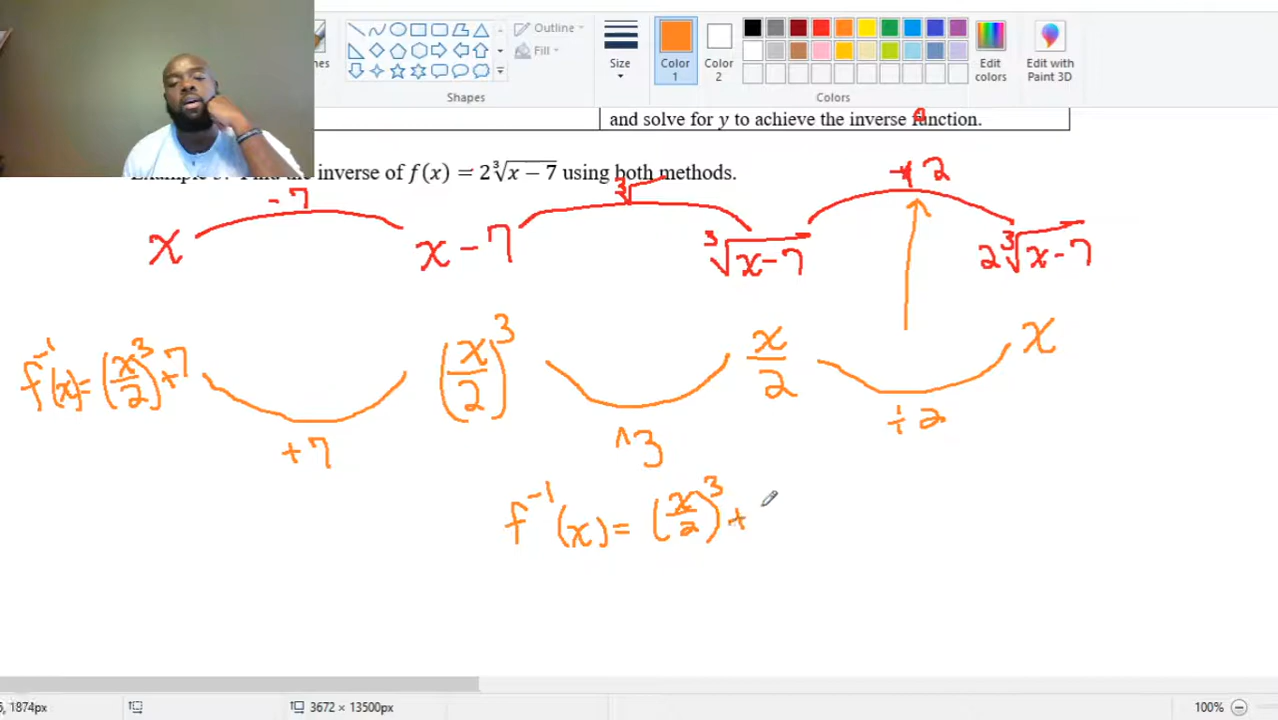 Outline
Fill
Size
Color 1
Color 2
Edit colors
Edit with Paint 3D
Shapes
Colors
and solve for y to achieve the inverse function.
inverse of f(x) = 2∛(x − 7) using both methods.
-7
∛
2
x
x-7
∛(x-7)
2∛(x-7)
f⁻¹(x)=(x/2)³+7
(x/2)³
x/2
x
+7
^3
÷2
f⁻¹(x)=(x/2)³+
1874px
3672 × 13500px
100%